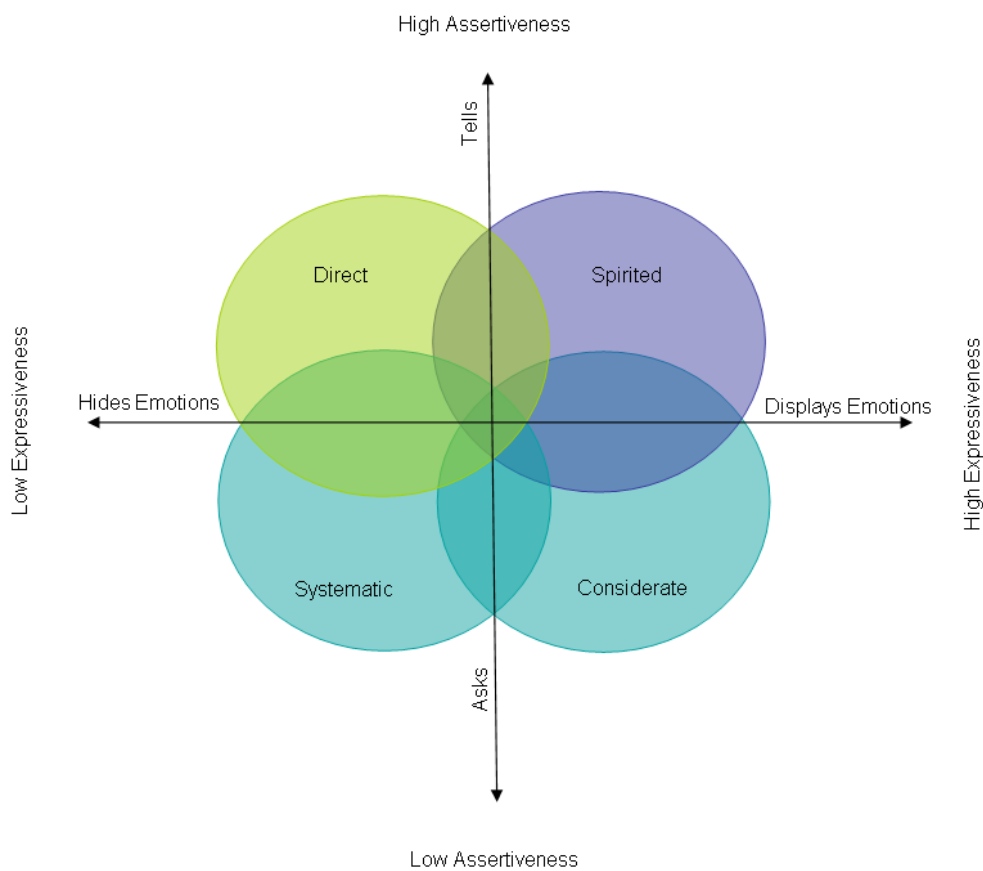 High Assertiveness
Tells
Direct
Spirited
Low Expressiveness
Hides Emotions
Displays Emotions
High Expressiveness
Systematic
Considerate
Asks
Low Assertiveness